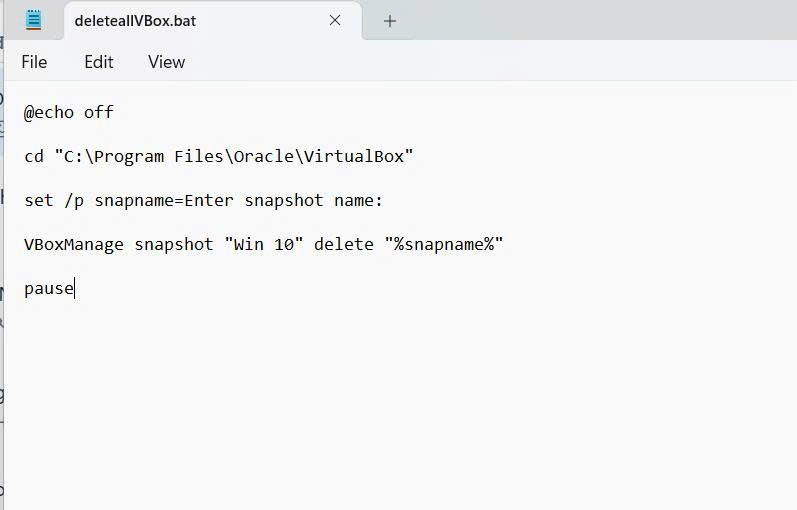 deleteallVBox.bat
File Edit View
@echo off
cd "C:\Program Files\Oracle\VirtualBox"
set /p snapname=Enter snapshot name:
VBoxManage snapshot "Win 10" delete "%snapname%"
pause